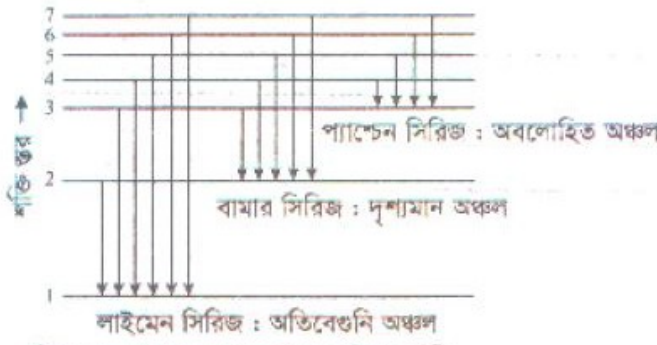 7
6
5
4
3
প্যাশ্চেন সিরিজ : অবলোহিত অঞ্চল
শক্তি স্তর →
2
বামার সিরিজ : দৃশ্যমান অঞ্চল
1
লাইমেন সিরিজ : অতিবেগুনি অঞ্চল